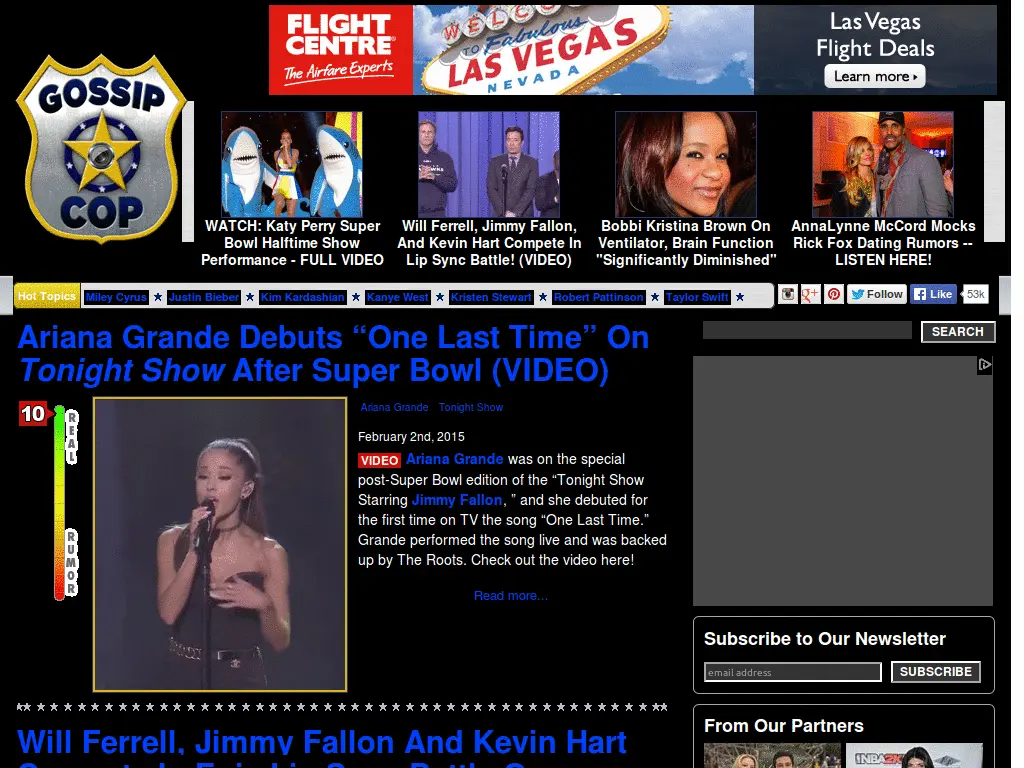 FLIGHT
CENTRE
The Airfare Experts
WELCOME
TO Fabulous
LAS VEGAS
NEVADA
Las Vegas
Flight Deals
Learn more
GOSSIP
COP
WATCH: Katy Perry Super
Bowl Halftime Show
Performance - FULL VIDEO
Will Ferrell, Jimmy Fallon,
And Kevin Hart Compete In
Lip Sync Battle! (VIDEO)
Bobbi Kristina Brown On
Ventilator, Brain Function
"Significantly Diminished"
AnnaLynne McCord Mocks
Rick Fox Dating Rumors --
LISTEN HERE!
Hot Topics Miley Cyrus Justin Bieber Kim Kardashian Kanye West Kristen Stewart Robert Pattinson Taylor Swift
g+ Follow Like 53k
Ariana Grande Debuts “One Last Time” On
Tonight Show After Super Bowl (VIDEO)
SEARCH
10
REAL
RUMOR
Ariana Grande Tonight Show
February 2nd, 2015
VIDEO Ariana Grande was on the special
post-Super Bowl edition of the “Tonight Show
Starring Jimmy Fallon, ” and she debuted for
the first time on TV the song “One Last Time.”
Grande performed the song live and was backed
up by The Roots. Check out the video here!
Read more...
Subscribe to Our Newsletter
email address SUBSCRIBE
From Our Partners
NBA2K
Will Ferrell, Jimmy Fallon And Kevin Hart